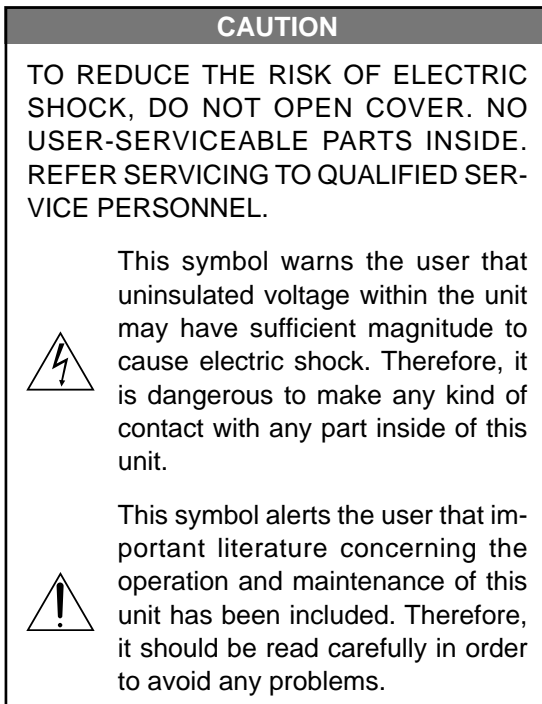 CAUTION
TO REDUCE THE RISK OF ELECTRIC
SHOCK, DO NOT OPEN COVER. NO
USER-SERVICEABLE PARTS INSIDE.
REFER SERVICING TO QUALIFIED SER-
VICE PERSONNEL.
This symbol warns the user that
uninsulated voltage within the unit
may have sufficient magnitude to
cause electric shock. Therefore, it
is dangerous to make any kind of
contact with any part inside of this
unit.
This symbol alerts the user that im-
portant literature concerning the
operation and maintenance of this
unit has been included. Therefore,
it should be read carefully in order
to avoid any problems.